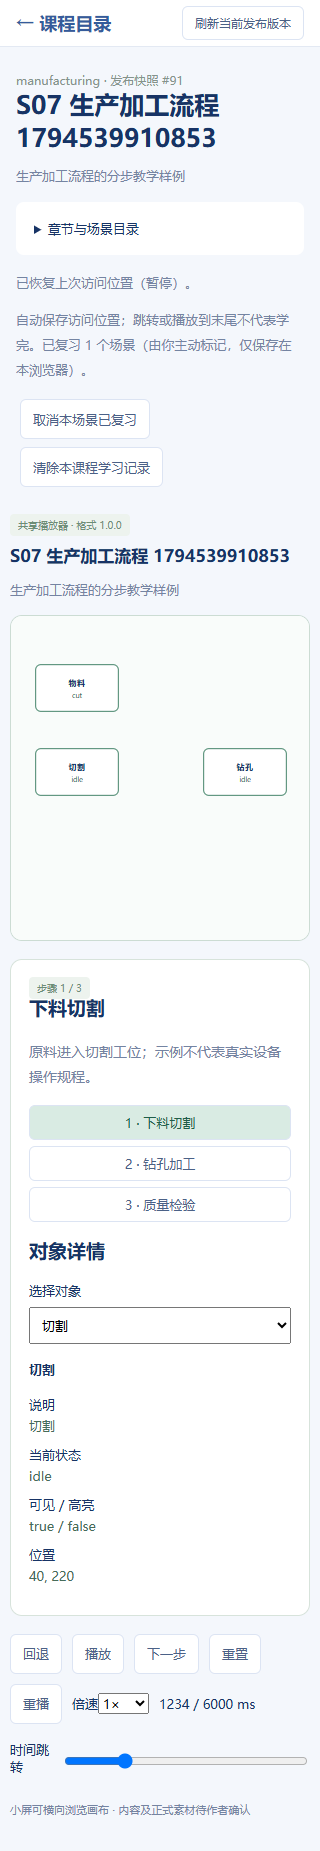 ← 课程目录
刷新当前发布版本
manufacturing · 发布快照 #91
S07 生产加工流程
1794539910853
生产加工流程的分步教学样例
▶ 章节与场景目录
已恢复上次访问位置（暂停）。
自动保存访问位置；跳转或播放到末尾不代表学
完。已复习 1 个场景（由你主动标记，仅保存在
本浏览器）。
取消本场景已复习
清除本课程学习记录
共享播放器 · 格式 1.0.0
S07 生产加工流程 1794539910853
生产加工流程的分步教学样例
物料
cut
切割
idle
钻孔
idle
步骤 1 / 3
下料切割
原料进入切割工位；示例不代表真实设备
操作规程。
1 · 下料切割
2 · 钻孔加工
3 · 质量检验
对象详情
选择对象
切割
切割
说明
切割
当前状态
idle
可见 / 高亮
true / false
位置
40, 220
回退
播放
下一步
重置
重播
倍速
1×
1234 / 6000 ms
时间跳
转
小屏可横向浏览画布 · 内容及正式素材待作者确认